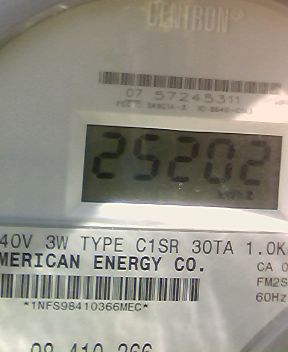 CENTRON®
07 57245311
25202
40V 3W TYPE C1SR 30TA 1.0K
MERICAN ENERGY CO.
CA 0
*1NFS98410366MEC*
FM2S
60Hz
98 410 366